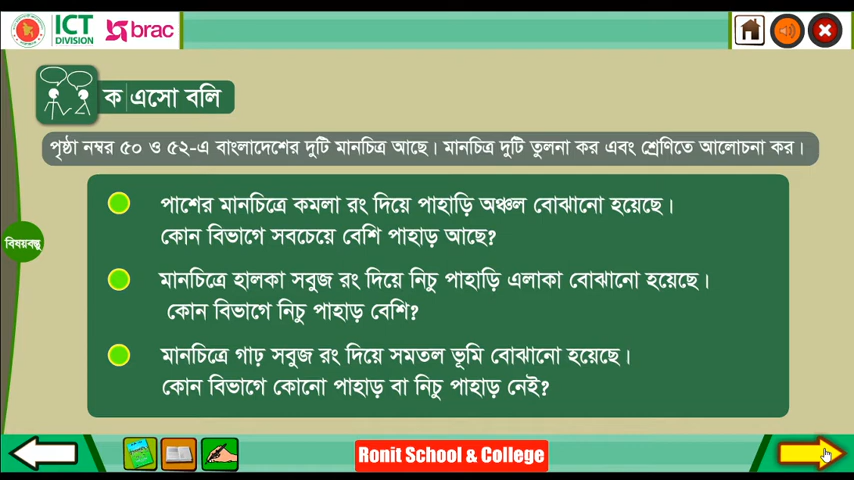 ICT
DIVISION
brac
ক এসো বলি
পৃষ্ঠা নম্বর ৫০ ও ৫২-এ বাংলাদেশের দুটি মানচিত্র আছে। মানচিত্র দুটি তুলনা কর এবং শ্রেণিতে আলোচনা কর।
পাশের মানচিত্রে কমলা রং দিয়ে পাহাড়ি অঞ্চল বোঝানো হয়েছে।
কোন বিভাগে সবচেয়ে বেশি পাহাড় আছে?
বিষয়বস্তু
মানচিত্রে হালকা সবুজ রং দিয়ে নিচু পাহাড়ি এলাকা বোঝানো হয়েছে।
কোন বিভাগে নিচু পাহাড় বেশি?
মানচিত্রে গাঢ় সবুজ রং দিয়ে সমতল ভূমি বোঝানো হয়েছে।
কোন বিভাগে কোনো পাহাড় বা নিচু পাহাড় নেই?
Ronit School & College